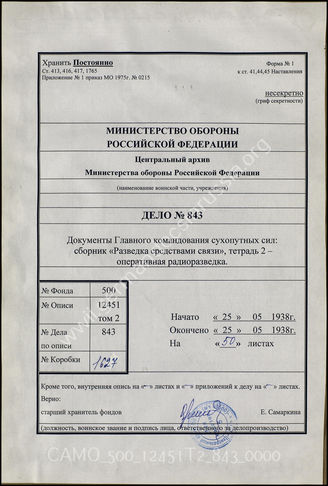 Хранить Постоянно
Ст. 413, 416, 417, 1765
Приложение № 1 приказ МО 1975г. № 0215
Форма № 1
к ст. 41,44,45 Наставления
несекретно
(гриф секретности)
МИНИСТЕРСТВО ОБОРОНЫ
РОССИЙСКОЙ ФЕДЕРАЦИИ
Центральный архив
Министерства обороны Российской Федерации
(наименование воинской части, учреждения)
ДЕЛО № 843
Документы Главного командования сухопутных сил:
сборник «Разведка средствами связи», тетрадь 2 –
оперативная радиоразведка.
№ Фонда 500
№ Описи 12451
том 2
№ Дела 843
по описи
№ Коробки 1627
Начато « 25 » 05 1938г.
Окончено « 25 » 05 1938г.
На «50» листах
Кроме того, внутренняя опись на «–» листах и «–» приложений к делу на «–» листах.
Верно:
старший хранитель фондов
Е. Самаркина
(должность, воинское звание и подпись лица, ответственного за делопроизводство)
CAMO_500_12451T2_843_0000